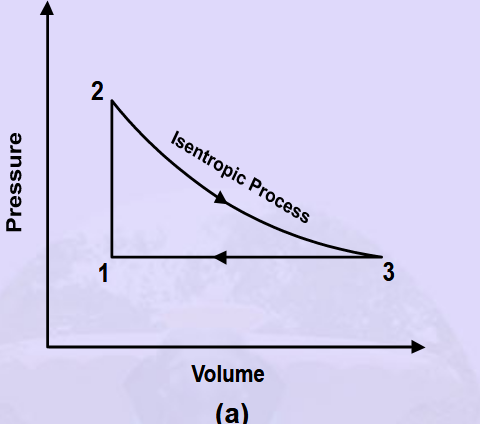 2
Isentropic Process
Pressure
1
3
Volume
(a)